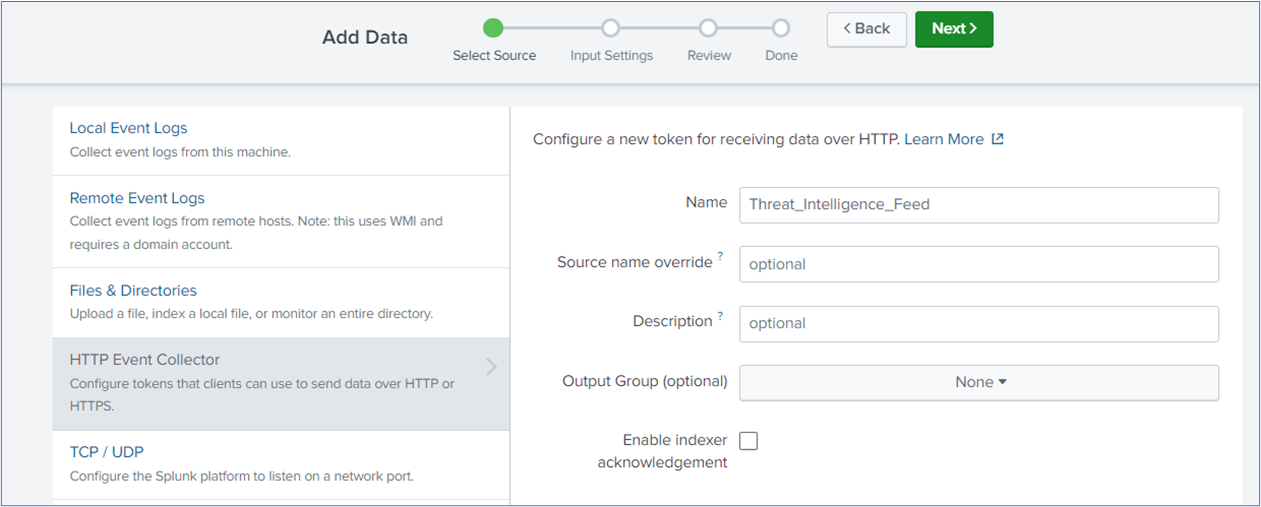 Add Data
Select Source
Input Settings
Review
Done
Back
Next
Local Event Logs
Collect event logs from this machine.
Remote Event Logs
Collect event logs from remote hosts. Note: this uses WMI and
requires a domain account.
Files & Directories
Upload a file, index a local file, or monitor an entire directory.
HTTP Event Collector
Configure tokens that clients can use to send data over HTTP or
HTTPS.
TCP / UDP
Configure the Splunk platform to listen on a network port.
Configure a new token for receiving data over HTTP. Learn More
Name
Threat_Intelligence_Feed
Source name override ?
optional
Description ?
optional
Output Group (optional)
None
Enable indexer
acknowledgement